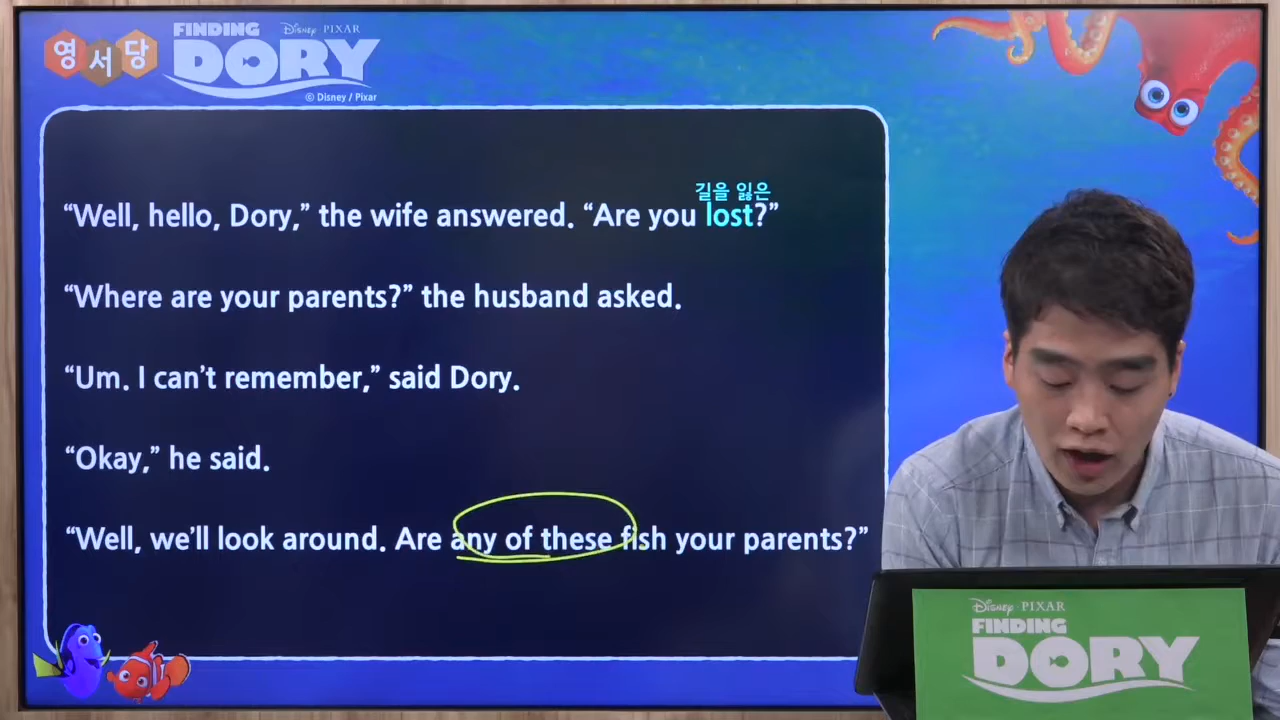 영서당
FINDING
Disney PIXAR
DORY
© Disney / Pixar
길을 잃은
“Well, hello, Dory,” the wife answered. “Are you lost?”
“Where are your parents?” the husband asked.
“Um. I can’t remember,” said Dory.
“Okay,” he said.
“Well, we’ll look around. Are any of these fish your parents?”
Disney • PIXAR
FINDING
DORY